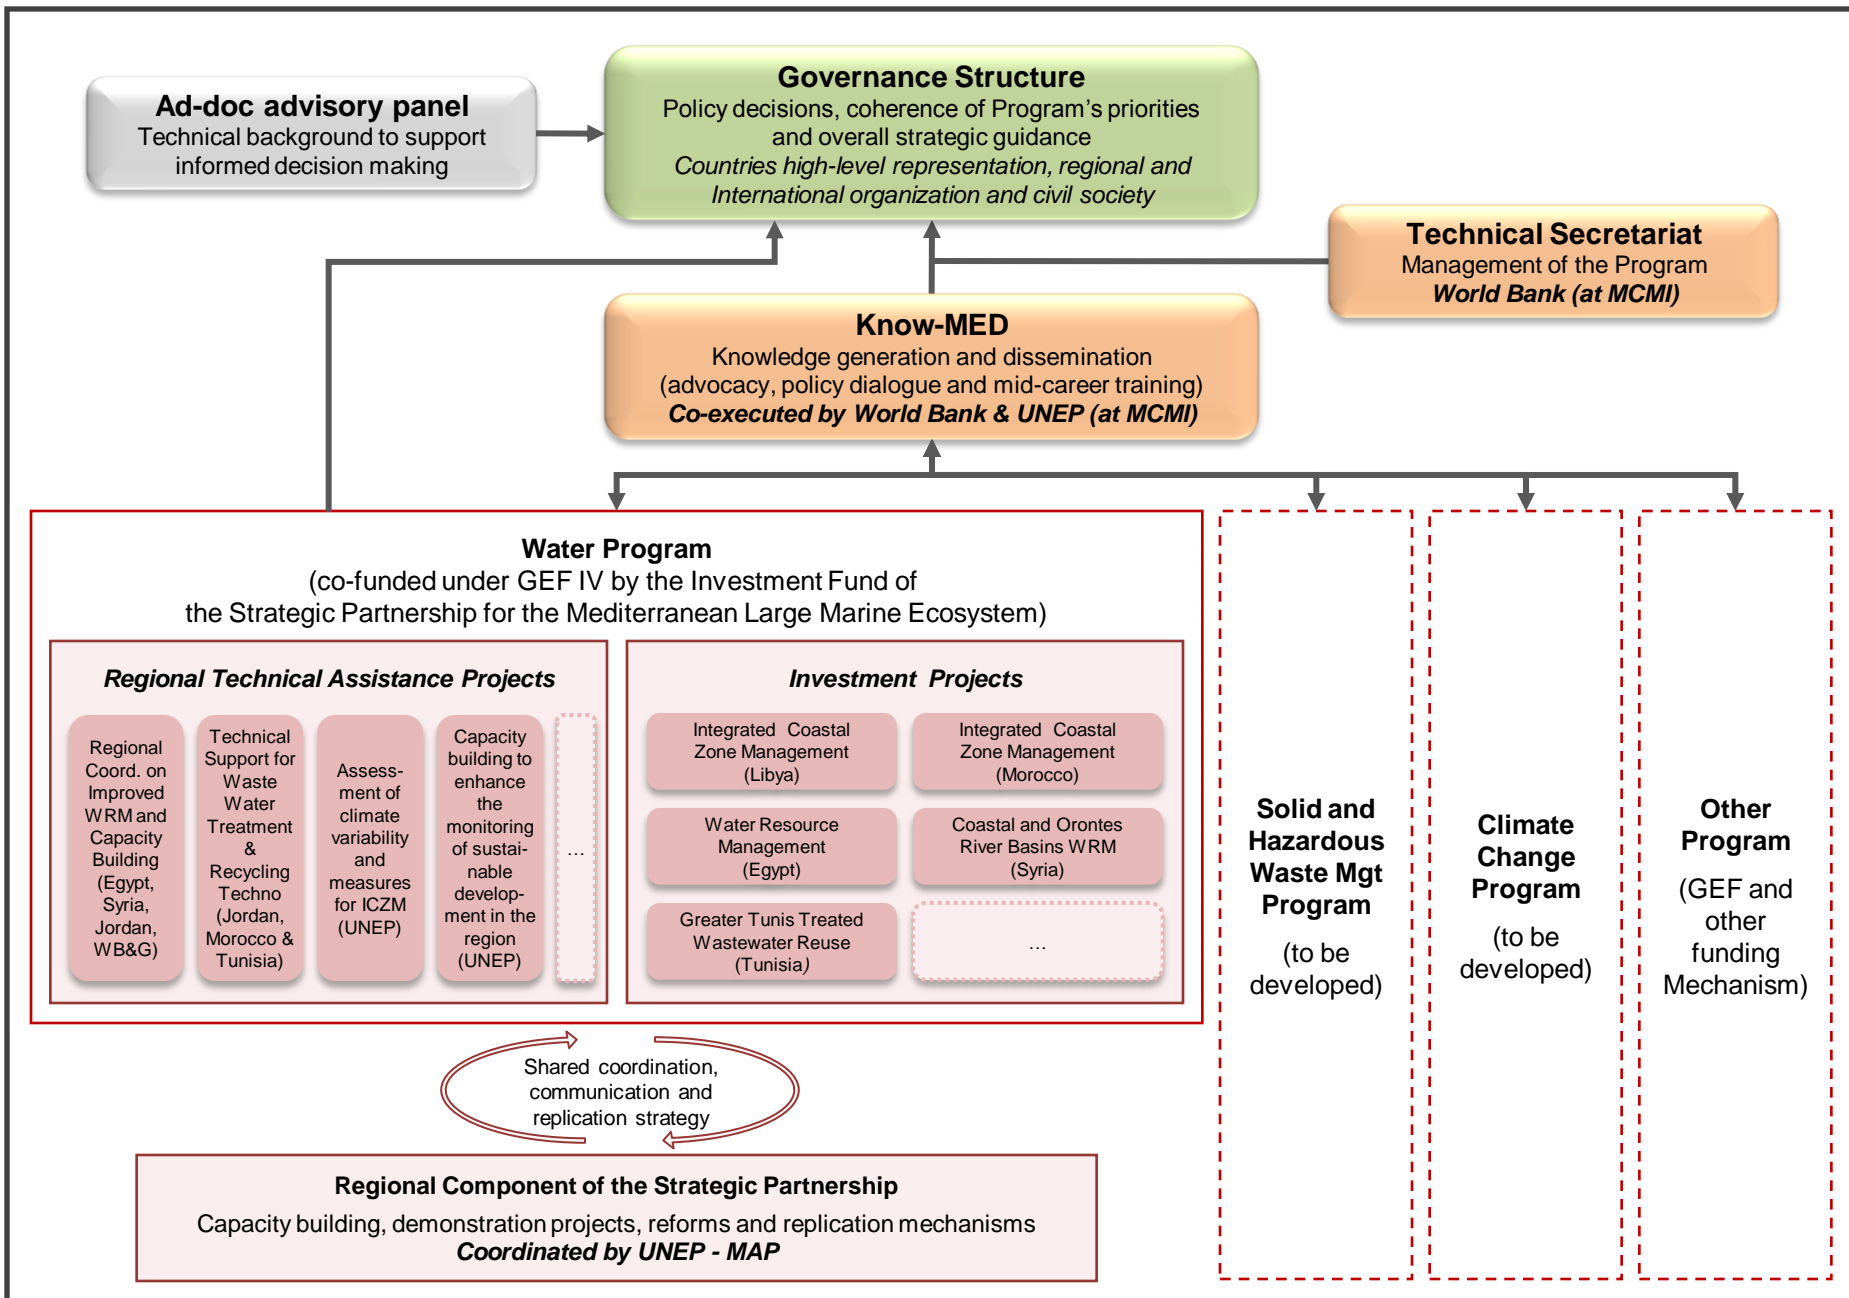 Ad-doc advisory panel
Technical background to support
informed decision making
Governance Structure
Policy decisions, coherence of Program's priorities
and overall strategic guidance
Countries high-level representation, regional and
International organization and civil society
Technical Secretariat
Management of the Program
World Bank (at MCMI)
Know-MED
Knowledge generation and dissemination
(advocacy, policy dialogue and mid-career training)
Co-executed by World Bank & UNEP (at MCMI)
Water Program
(co-funded under GEF IV by the Investment Fund of
the Strategic Partnership for the Mediterranean Large Marine Ecosystem)
Regional Technical Assistance Projects
Regional
Coord. on
Improved
WRM and
Capacity
Building
(Egypt,
Syria,
Jordan,
WB&G)
Technical
Support for
Waste
Water
Treatment
&
Recycling
Techno
(Jordan,
Morocco &
Tunisia)
Assess-
ment of
climate
variability
and
measures
for ICZM
(UNEP)
Capacity
building to
enhance
the
monitoring
of sustai-
nable
develop-
ment in the
region
(UNEP)
...
Investment Projects
Integrated Coastal
Zone Management
(Libya)
Integrated Coastal
Zone Management
(Morocco)
Water Resource
Management
(Egypt)
Coastal and Orontes
River Basins WRM
(Syria)
Greater Tunis Treated
Wastewater Reuse
(Tunisia)
...
Solid and
Hazardous
Waste Mgt
Program
(to be
developed)
Climate
Change
Program
(to be
developed)
Other
Program
(GEF and
other
funding
Mechanism)
Shared coordination,
communication and
replication strategy
Regional Component of the Strategic Partnership
Capacity building, demonstration projects, reforms and replication mechanisms
Coordinated by UNEP - MAP